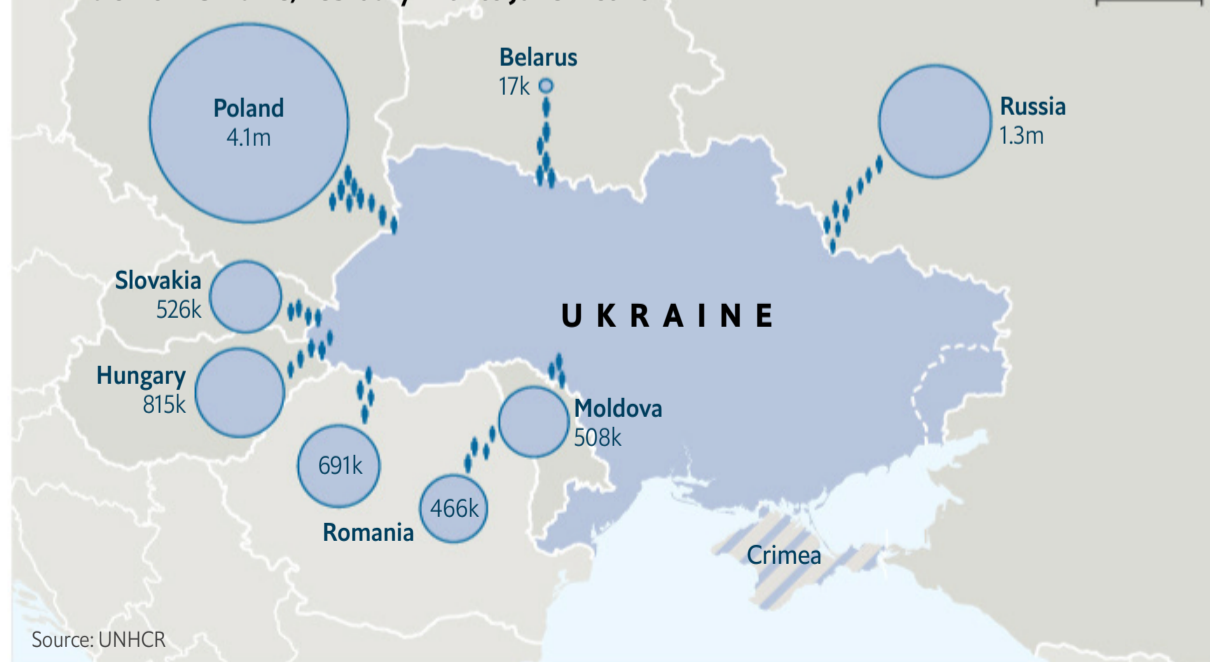 Belarus
17k
Poland
4.1m
Russia
1.3m
Slovakia
526k
UKRAINE
Hungary
815k
Moldova
508k
691k
466k
Romania
Crimea
Source: UNHCR